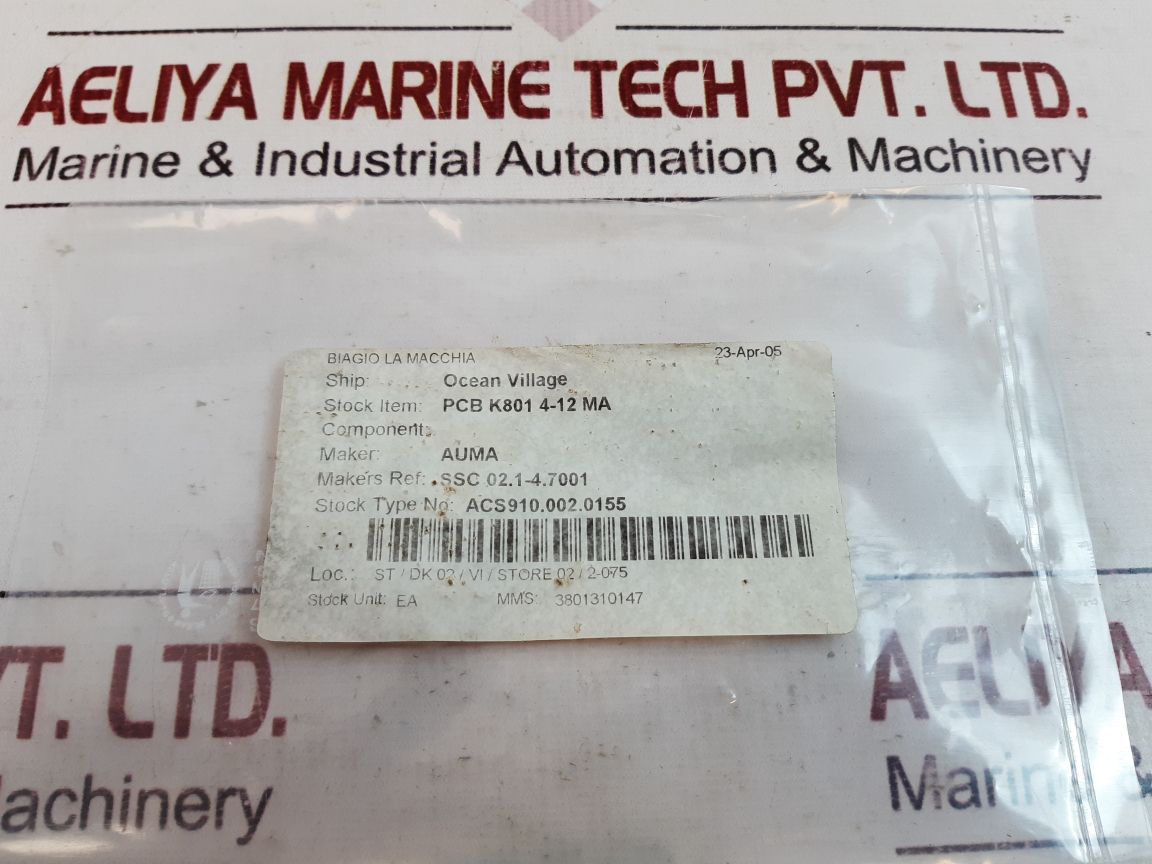 AELIYA MARINE TECH PVT. LTD.
Marine & Industrial Automation & Machinery
BIAGIO LA MACCHIA 23-Apr-05
Ship: Ocean Village
Stock Item: PCB K801 4-12 MA
Component:
Maker: AUMA
Makers Ref: SSC 02.1-4.7001
Stock Type No: ACS910.002.0155
Loc.: ST / DK 02 / VI / STORE 02 / 2-075
Stock Unit: EA MMS: 3801310147
VT. LTD. AELIYA
Machinery Marine &